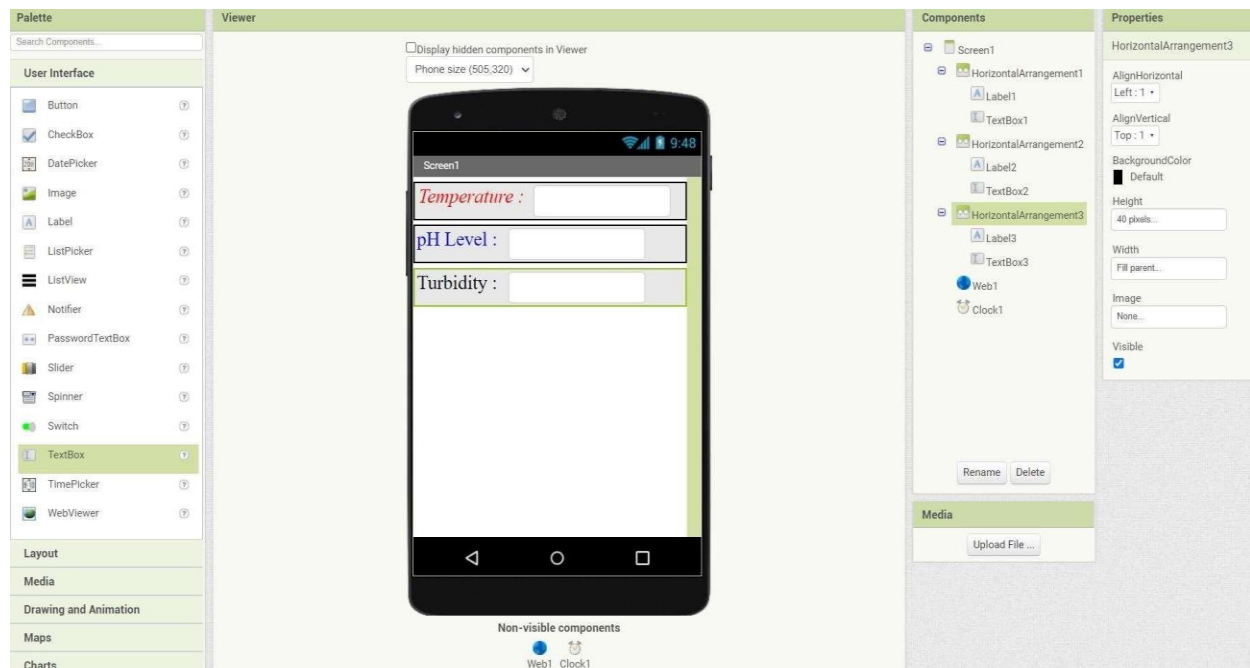 Palette
Search Components...
User Interface
Button
CheckBox
DatePicker
Image
Label
ListPicker
ListView
Notifier
PasswordTextBox
Slider
Spinner
Switch
TextBox
TimePicker
WebViewer
Layout
Media
Drawing and Animation
Maps
Charts
Viewer
Display hidden components in Viewer
Phone size (505,320)
9:48
Screen1
Temperature :
pH Level :
Turbidity :
Non-visible components
Web1 Clock1
Components
Screen1
HorizontalArrangement1
Label1
TextBox1
HorizontalArrangement2
Label2
TextBox2
HorizontalArrangement3
Label3
TextBox3
Web1
Clock1
Rename Delete
Media
Upload File ...
Properties
HorizontalArrangement3
AlignHorizontal
Left : 1
AlignVertical
Top : 1
BackgroundColor
Default
Height
40 pixels...
Width
Fill parent...
Image
None...
Visible